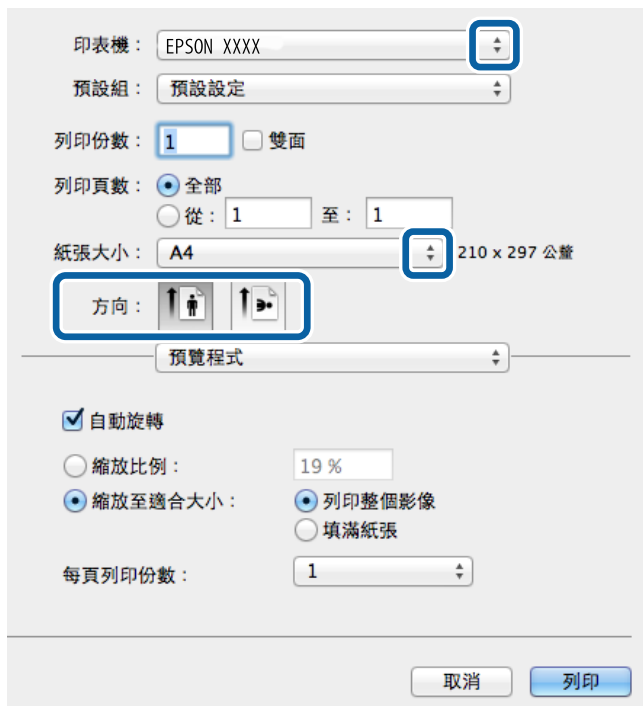 印表機： EPSON XXXX
預設組： 預設設定
列印份數： 1 雙面
列印頁數： 全部
從： 1 至： 1
紙張大小： A4 210 x 297 公釐
方向：
預覽程式
自動旋轉
縮放比例： 19 %
縮放至適合大小： 列印整個影像
填滿紙張
每頁列印份數： 1
取消 列印